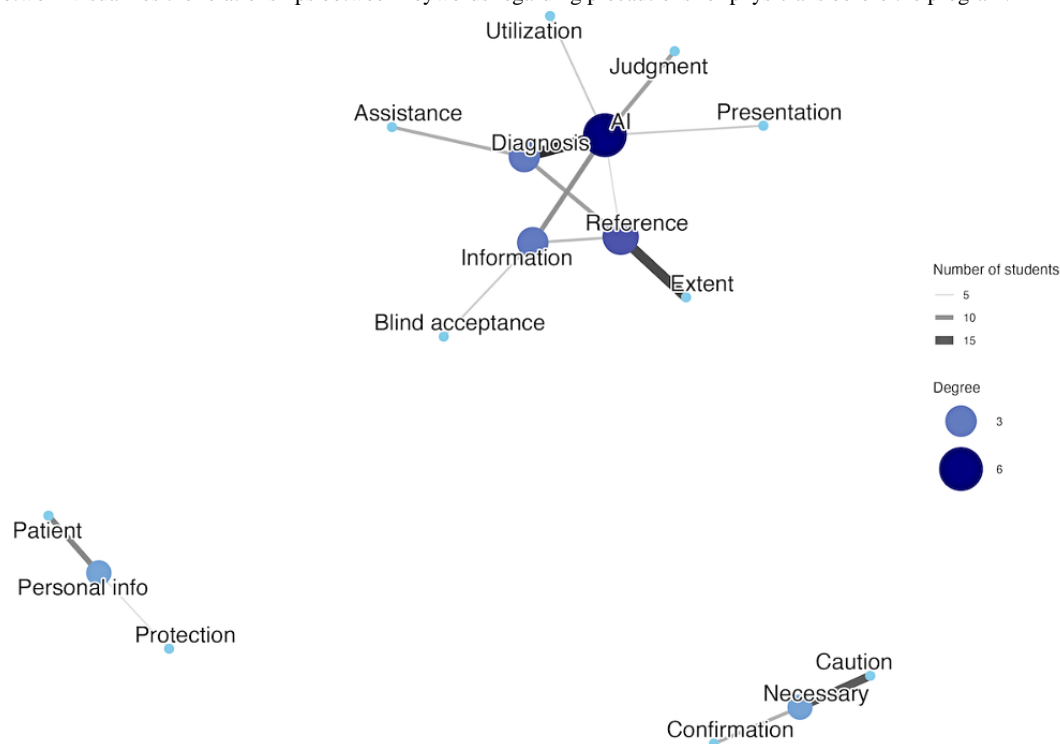 Utilization
Judgment
Assistance
Presentation
AI
Diagnosis
Reference
Information
Extent
Blind acceptance
Number of students
5
10
15
Degree
3
6
Patient
Personal info
Protection
Caution
Necessary
Confirmation